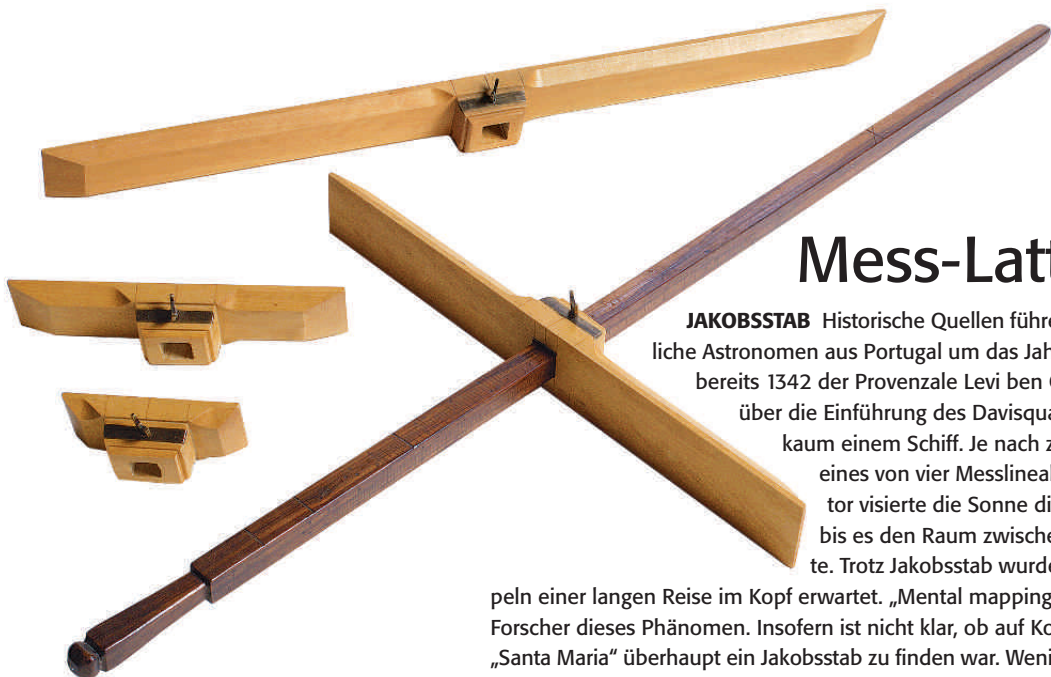 Mess-Latt
JAKOBSSTAB Historische Quellen führe
liche Astronomen aus Portugal um das Jah
bereits 1342 der Provenzale Levi ben
über die Einführung des Davisqua
kaum einem Schiff. Je nach z
eines von vier Messlineal
tor visierte die Sonne di
bis es den Raum zwische
te. Trotz Jakobsstab wurde
peln einer langen Reise im Kopf erwartet. „Mental mapping
Forscher dieses Phänomen. Insofern ist nicht klar, ob auf Ko
„Santa Maria“ überhaupt ein Jakobsstab zu finden war. Weni